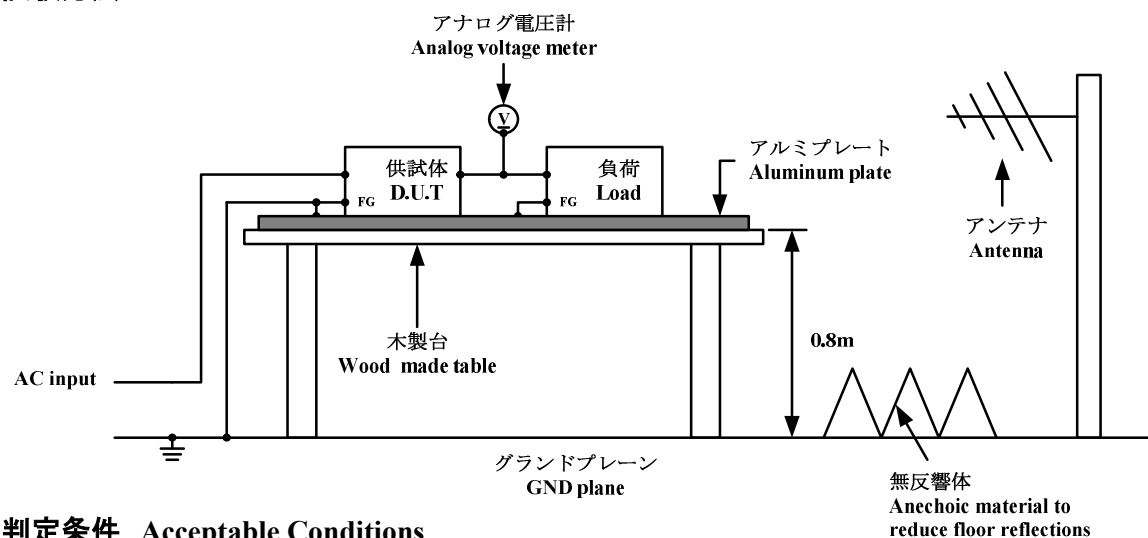 アナログ電圧計
Analog voltage meter
V
供試体
D.U.T
FG
負荷
Load
FG
アルミプレート
Aluminum plate
アンテナ
Antenna
木製台
Wood made table
0.8m
AC input
グランドプレーン
GND plane
無反響体
Anechoic material to
reduce floor reflections
判定条件 Acceptable Conditions